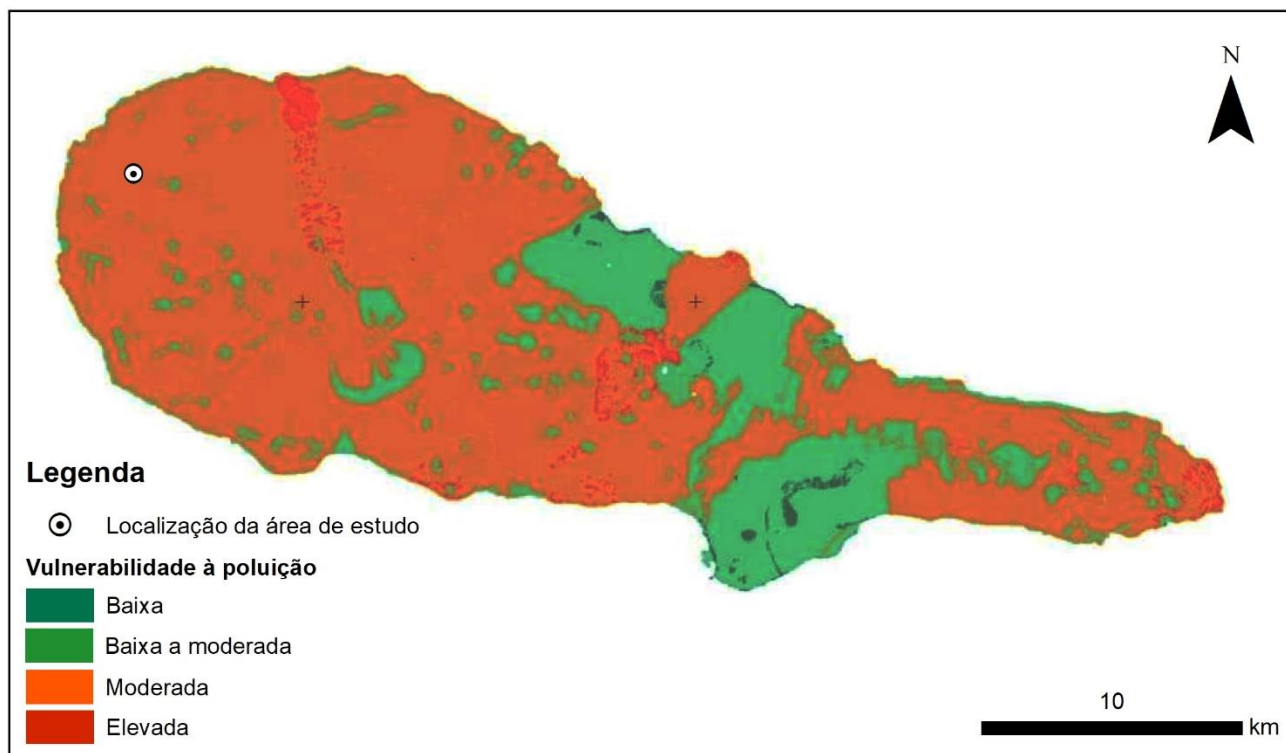 N
Legenda
Localização da área de estudo
Vulnerabilidade à poluição
Baixa
Baixa a moderada
Moderada
Elevada
10
km